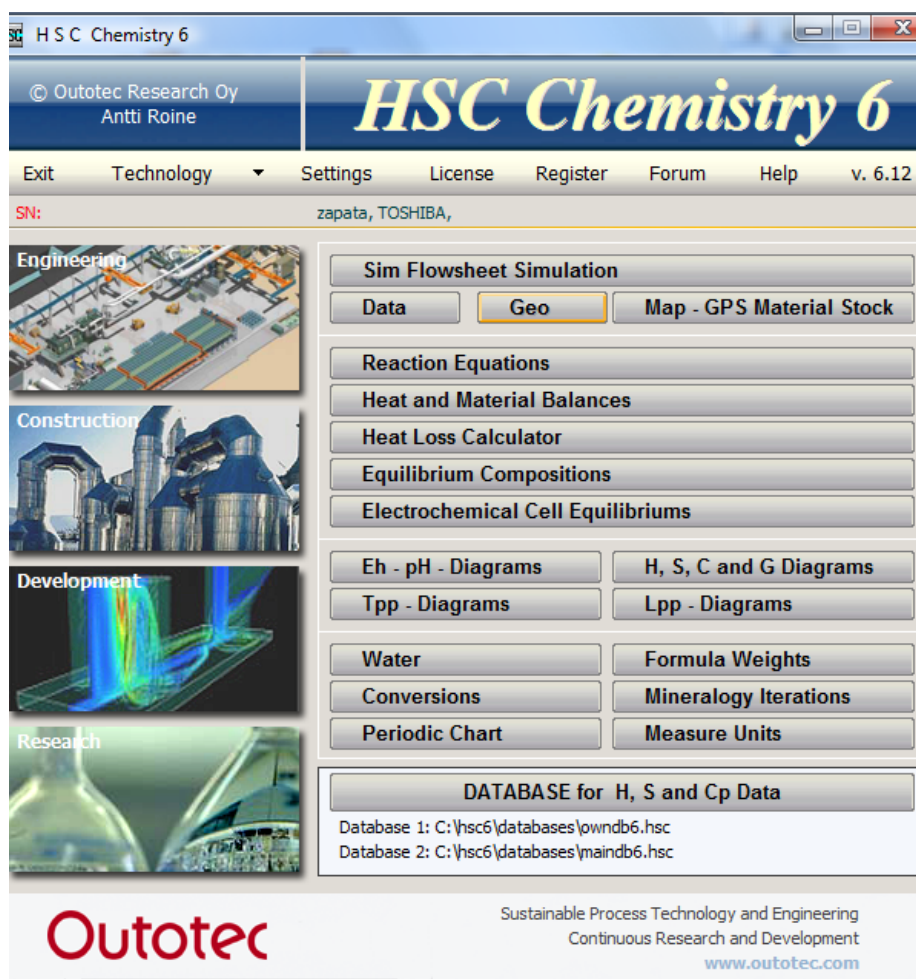 H S C Chemistry 6
© Outotec Research Oy
Antti Roine
HSC Chemistry 6
Exit Technology Settings License Register Forum Help v. 6.12
SN: zapata, TOSHIBA,
Engineering
Construction
Development
Research
Sim Flowsheet Simulation
Data Geo Map - GPS Material Stock
Reaction Equations
Heat and Material Balances
Heat Loss Calculator
Equilibrium Compositions
Electrochemical Cell Equilibriums
Eh - pH - Diagrams H, S, C and G Diagrams
Tpp - Diagrams Lpp - Diagrams
Water Formula Weights
Conversions Mineralogy Iterations
Periodic Chart Measure Units
DATABASE for H, S and Cp Data
Database 1: C:\hsc6\databases\owndb6.hsc
Database 2: C:\hsc6\databases\maindb6.hsc
Outotec
Sustainable Process Technology and Engineering
Continuous Research and Development
www.outotec.com